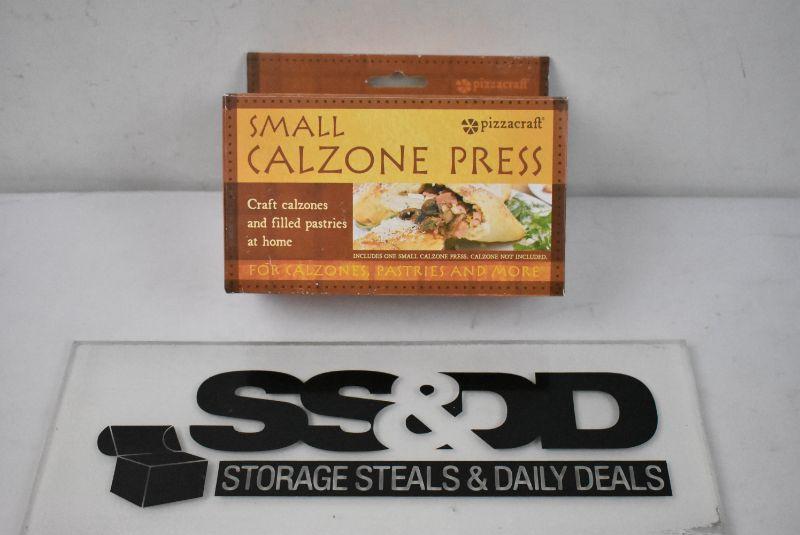 pizzacraft
SMALL
pizzacraft®
CALZONE PRESS
Craft calzones
and filled pastries
at home
INCLUDES ONE SMALL CALZONE PRESS. CALZONE NOT INCLUDED.
FOR CALZONES, PASTRIES AND MORE
SS&DD
STORAGE STEALS & DAILY DEALS